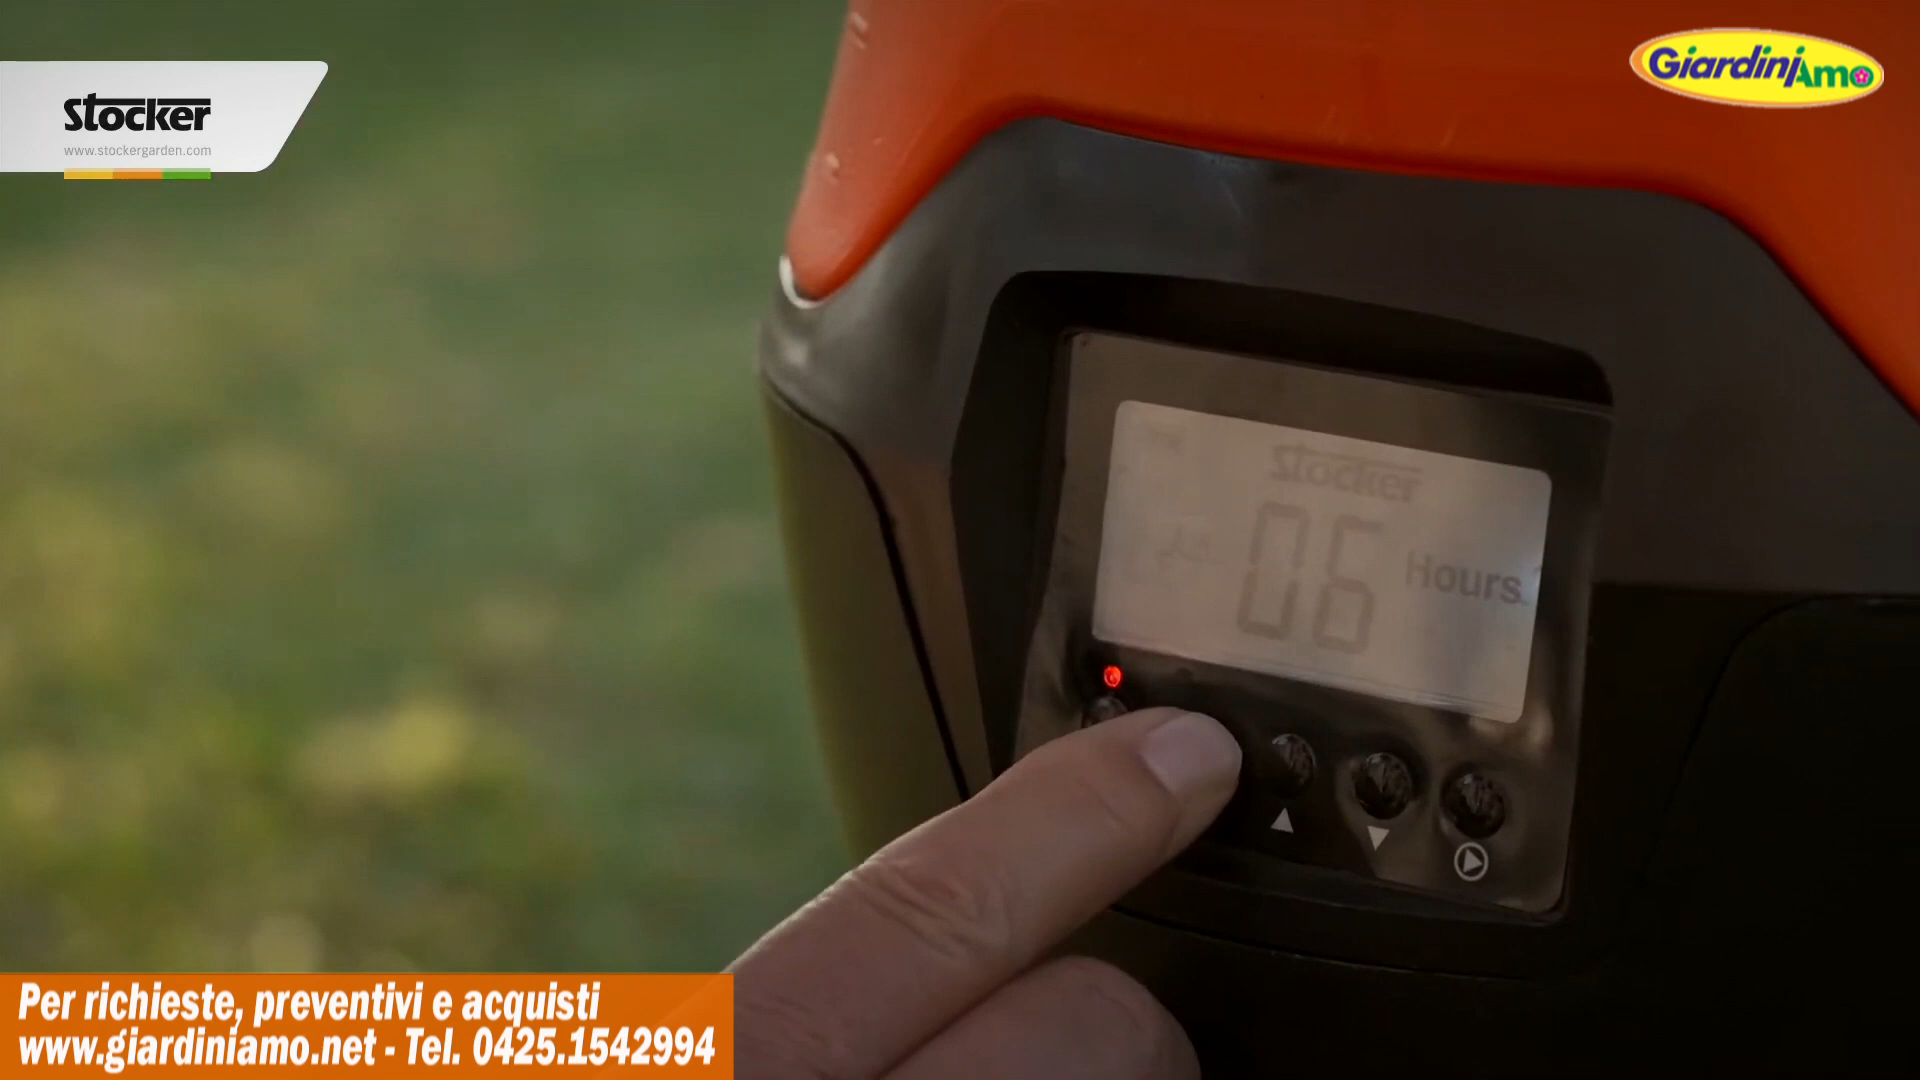 Stocker
www.stockergarden.com
GiardiniAmo
Stocker
06 Hours
Per richieste, preventivi e acquisti
www.giardiniamo.net - Tel. 0425.1542994